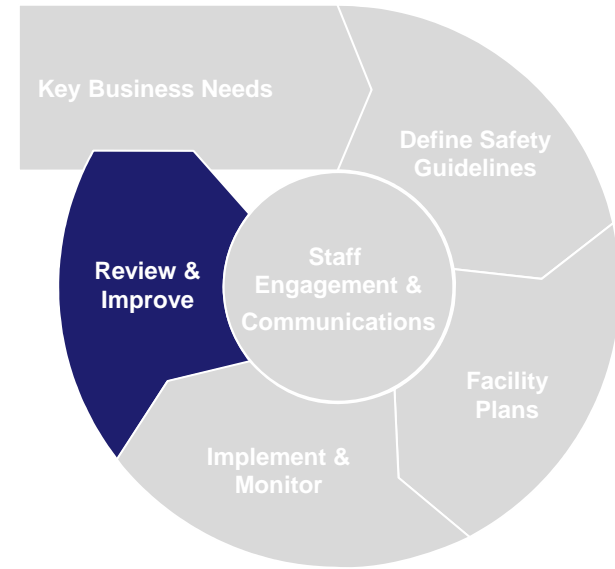 Key Business Needs
Define Safety
Guidelines
Staff
Engagement &
Communications
Review &
Improve
Facility
Plans
Implement &
Monitor